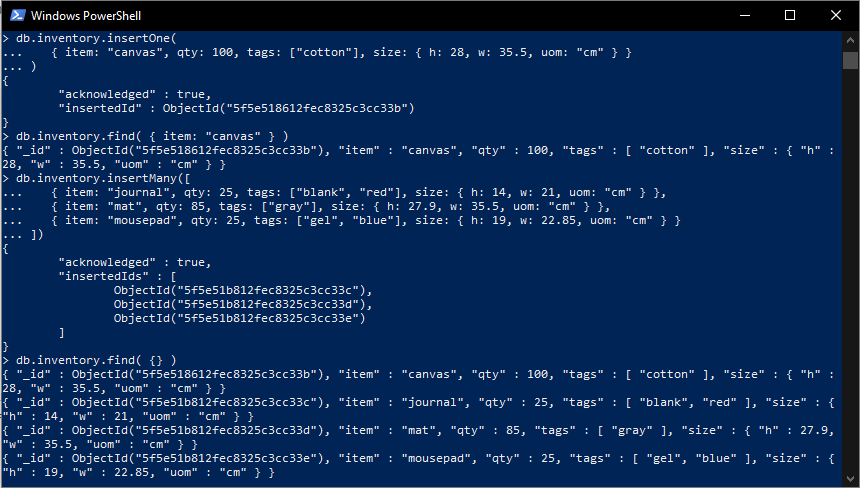 Windows PowerShell
> db.inventory.insertOne(
...    { item: "canvas", qty: 100, tags: ["cotton"], size: { h: 28, w: 35.5, uom: "cm" } }
... )
{
        "acknowledged" : true,
        "insertedId" : ObjectId("5f5e518612fec8325c3cc33b")
}
> db.inventory.find( { item: "canvas" } )
{ "_id" : ObjectId("5f5e518612fec8325c3cc33b"), "item" : "canvas", "qty" : 100, "tags" : [ "cotton" ], "size" : { "h" :
28, "w" : 35.5, "uom" : "cm" } }
> db.inventory.insertMany([
...    { item: "journal", qty: 25, tags: ["blank", "red"], size: { h: 14, w: 21, uom: "cm" } },
...    { item: "mat", qty: 85, tags: ["gray"], size: { h: 27.9, w: 35.5, uom: "cm" } },
...    { item: "mousepad", qty: 25, tags: ["gel", "blue"], size: { h: 19, w: 22.85, uom: "cm" } }
... ])
{
        "acknowledged" : true,
        "insertedIds" : [
                ObjectId("5f5e51b812fec8325c3cc33c"),
                ObjectId("5f5e51b812fec8325c3cc33d"),
                ObjectId("5f5e51b812fec8325c3cc33e")
        ]
}
> db.inventory.find( {} )
{ "_id" : ObjectId("5f5e518612fec8325c3cc33b"), "item" : "canvas", "qty" : 100, "tags" : [ "cotton" ], "size" : { "h" :
28, "w" : 35.5, "uom" : "cm" } }
{ "_id" : ObjectId("5f5e51b812fec8325c3cc33c"), "item" : "journal", "qty" : 25, "tags" : [ "blank", "red" ], "size" : {
"h" : 14, "w" : 21, "uom" : "cm" } }
{ "_id" : ObjectId("5f5e51b812fec8325c3cc33d"), "item" : "mat", "qty" : 85, "tags" : [ "gray" ], "size" : { "h" : 27.9,
"w" : 35.5, "uom" : "cm" } }
{ "_id" : ObjectId("5f5e51b812fec8325c3cc33e"), "item" : "mousepad", "qty" : 25, "tags" : [ "gel", "blue" ], "size" : {
"h" : 19, "w" : 22.85, "uom" : "cm" } }